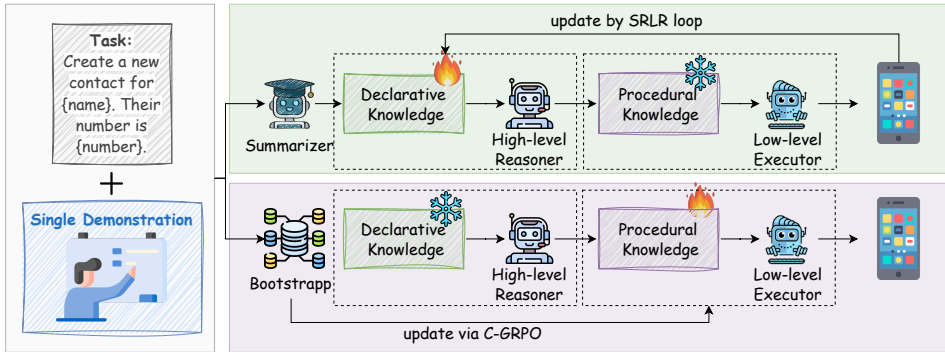 Task:
Create a new
contact for
{name}. Their
number is
{number}.
Single Demonstration
update by SRLR loop
Summarizer
Declarative
Knowledge
High-level
Reasoner
Procedural
Knowledge
Low-level
Executor
Bootstrapp
Declarative
Knowledge
High-level
Reasoner
Procedural
Knowledge
Low-level
Executor
update via C-GRPO